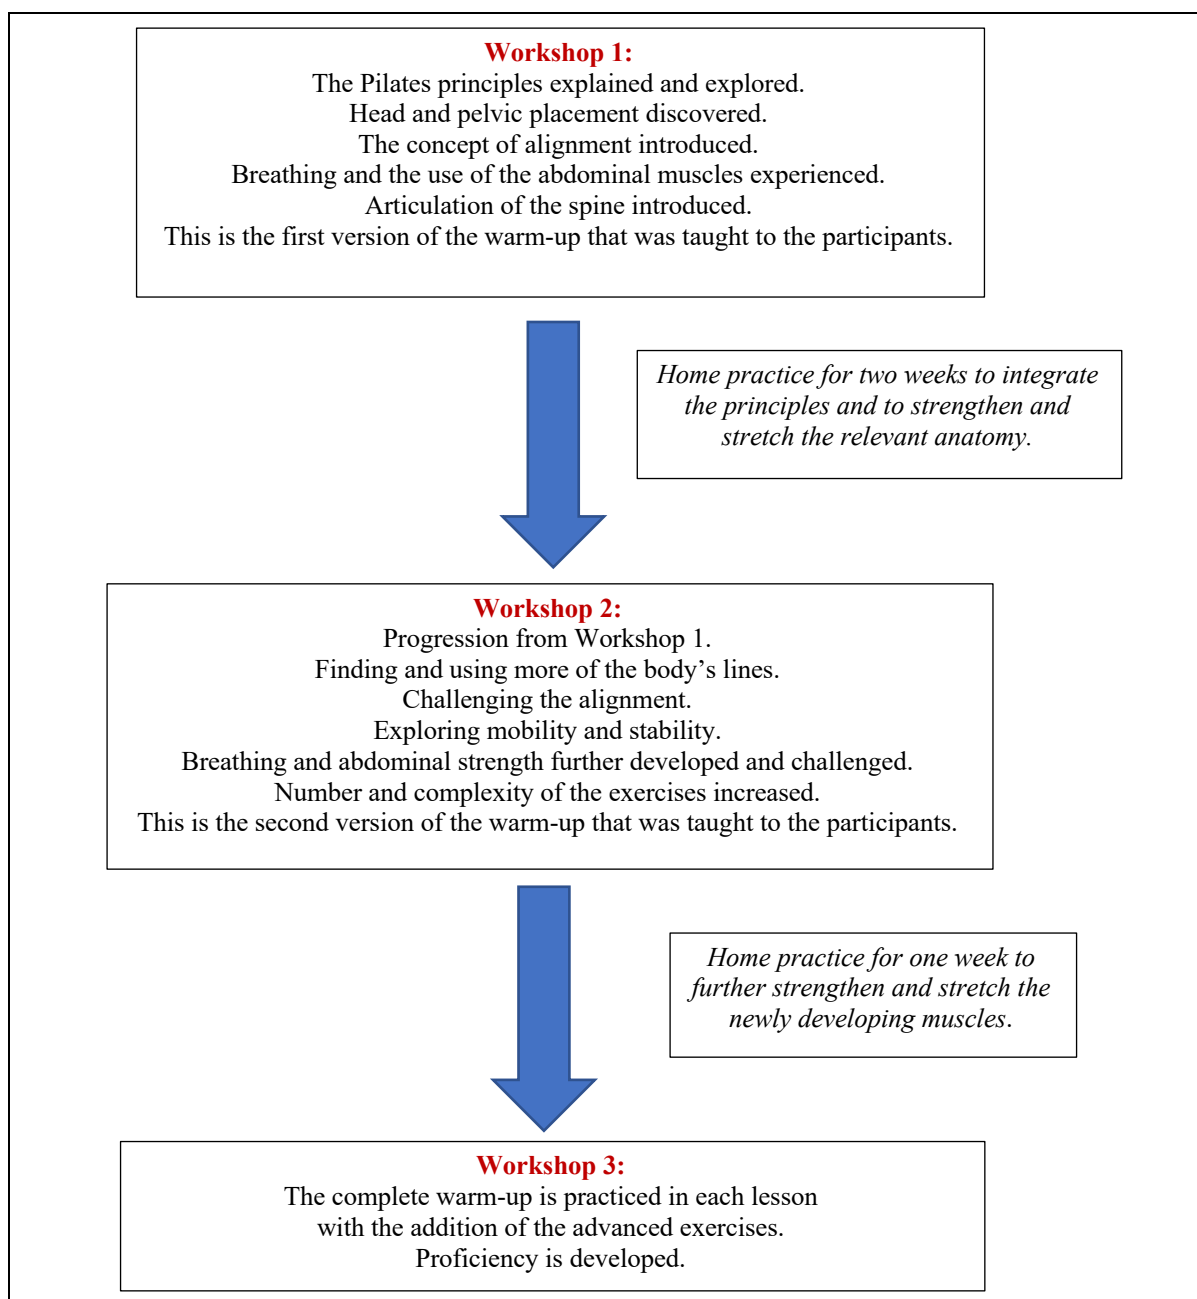 Workshop 1:
The Pilates principles explained and explored.
Head and pelvic placement discovered.
The concept of alignment introduced.
Breathing and the use of the abdominal muscles experienced.
Articulation of the spine introduced.
This is the first version of the warm-up that was taught to the participants.
Home practice for two weeks to integrate
the principles and to strengthen and
stretch the relevant anatomy.
Workshop 2:
Progression from Workshop 1.
Finding and using more of the body’s lines.
Challenging the alignment.
Exploring mobility and stability.
Breathing and abdominal strength further developed and challenged.
Number and complexity of the exercises increased.
This is the second version of the warm-up that was taught to the participants.
Home practice for one week to
further strengthen and stretch the
newly developing muscles.
Workshop 3:
The complete warm-up is practiced in each lesson
with the addition of the advanced exercises.
Proficiency is developed.